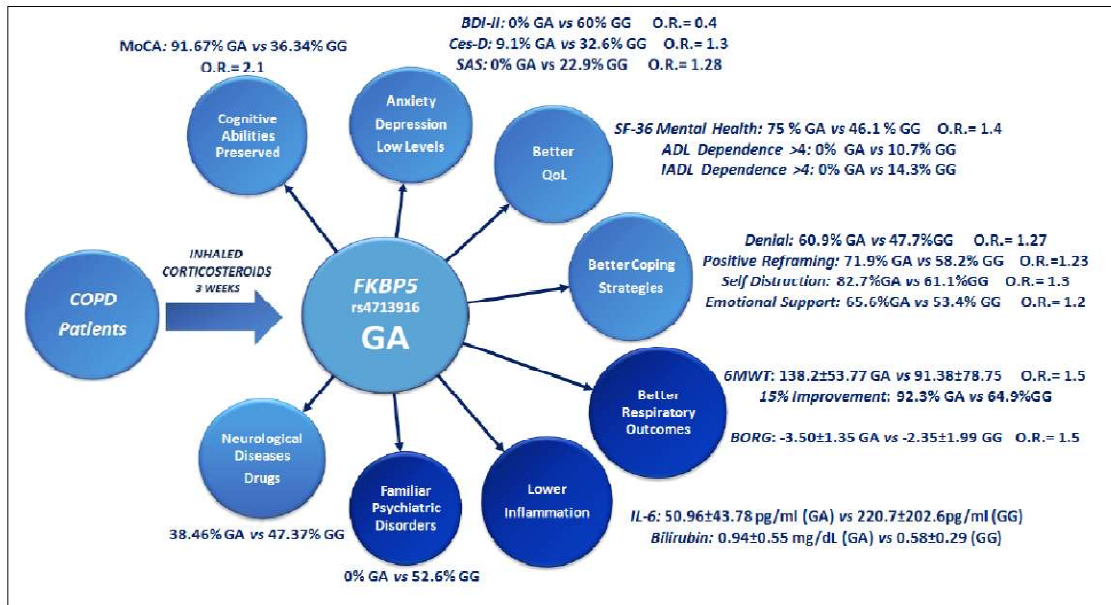 BDI-II: 0% GA vs 60% GG O.R.= 0.4
MoCA: 91.67% GA vs 36.34% GG
Ces-D: 9.1% GA vs 32.6% GG O.R.= 1.3
O.R.= 2.1
SAS: 0% GA vs 22.9% GG O.R.= 1.28
Cognitive
Abilities
Preserved
Anxiety
Depression
Low Levels
Better
QoL
SF-36 Mental Health: 75 % GA vs 46.1 % GG O.R.= 1.4
ADL Dependence >4: 0% GA vs 10.7% GG
IADL Dependence >4: 0% GA vs 14.3% GG
COPD
Patients
INHALED
CORTICOSTEROIDS
3 WEEKS
FKBP5
rs4713916
GA
Better Coping
Strategies
Denial: 60.9% GA vs 47.7%GG O.R.= 1.27
Positive Reframing: 71.9% GA vs 58.2% GG O.R.=1.23
Self Distruction: 82.7%GA vs 61.1%GG O.R.= 1.3
Emotional Support: 65.6%GA vs 53.4% GG O.R.= 1.2
Better
Respiratory
Outcomes
6MWT: 138.2±53.77 GA vs 91.38±78.75 O.R.= 1.5
15% Improvement: 92.3% GA vs 64.9%GG
BORG: -3.50±1.35 GA vs -2.35±1.99 GG O.R.= 1.5
Neurological
Diseases
Drugs
38.46% GA vs 47.37% GG
Familiar
Psychiatric
Disorders
0% GA vs 52.6% GG
Lower
Inflammation
IL-6: 50.96±43.78 pg/ml (GA) vs 220.7±202.6pg/ml (GG)
Bilirubin: 0.94±0.55 mg/dL (GA) vs 0.58±0.29 (GG)